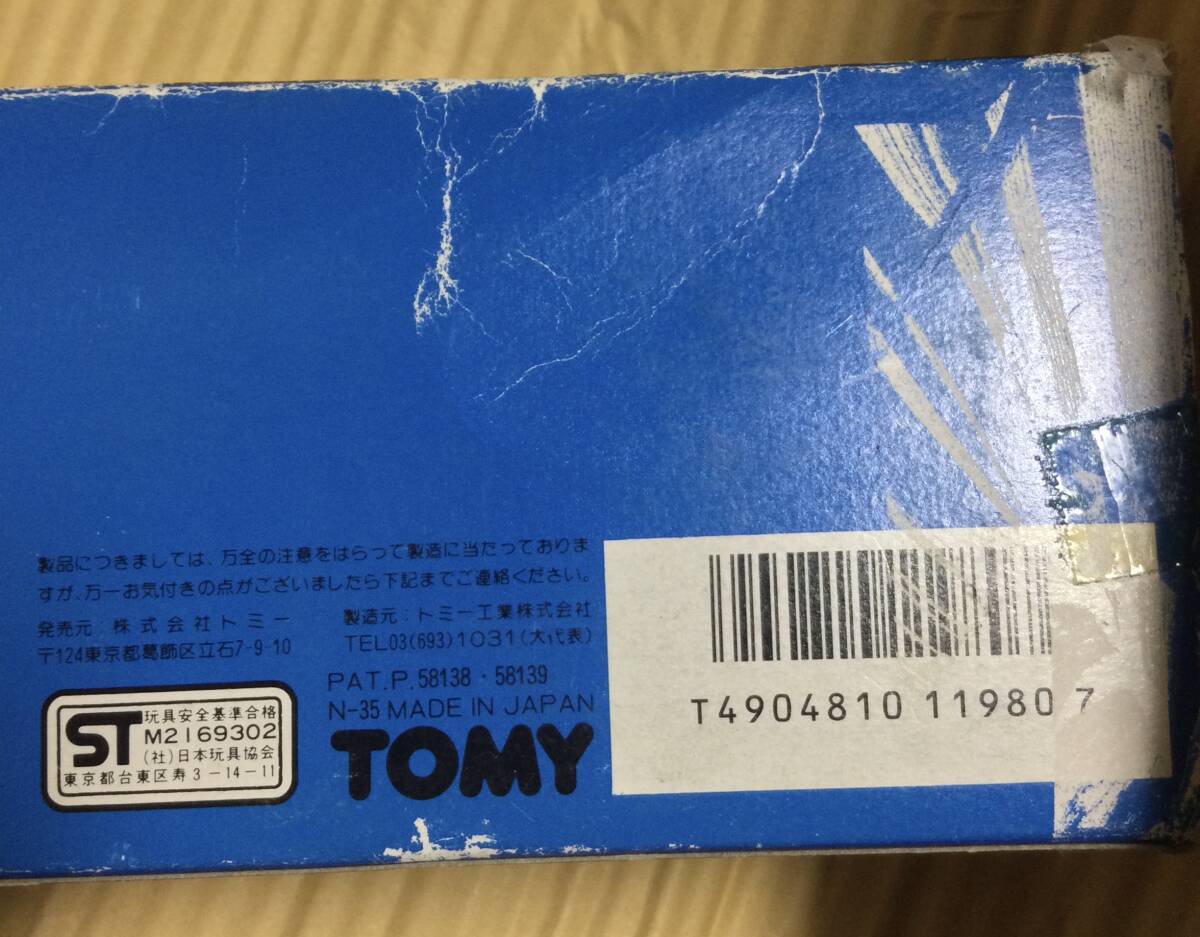 製品につきましては、万全の注意をはらって製造に当たっておりま
すが、万一お気付きの点がございましたら下記までご連絡ください。
発売元：株式会社トミー
〒124東京都葛飾区立石7-9-10
製造元：トミー工業株式会社
TEL03(693)1031(大代表)
PAT.P. 58138・58139
N-35 MADE IN JAPAN
TOMY
ST
玩具安全基準合格
M2169302
(社)日本玩具協会
東京都台東区寿3-14-11
T4904810 119807